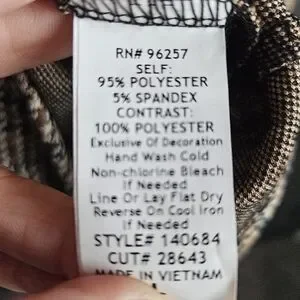 RN# 96257
SELF:
95% POLYESTER
5% SPANDEX
CONTRAST:
100% POLYESTER
Exclusive Of Decoration
Hand Wash Cold
Non-chlorine Bleach
If Needed
Line Or Lay Flat Dry
Reverse On Cool Iron
If Needed
STYLE# 140684
CUT# 28643
MADE IN VIETNAM